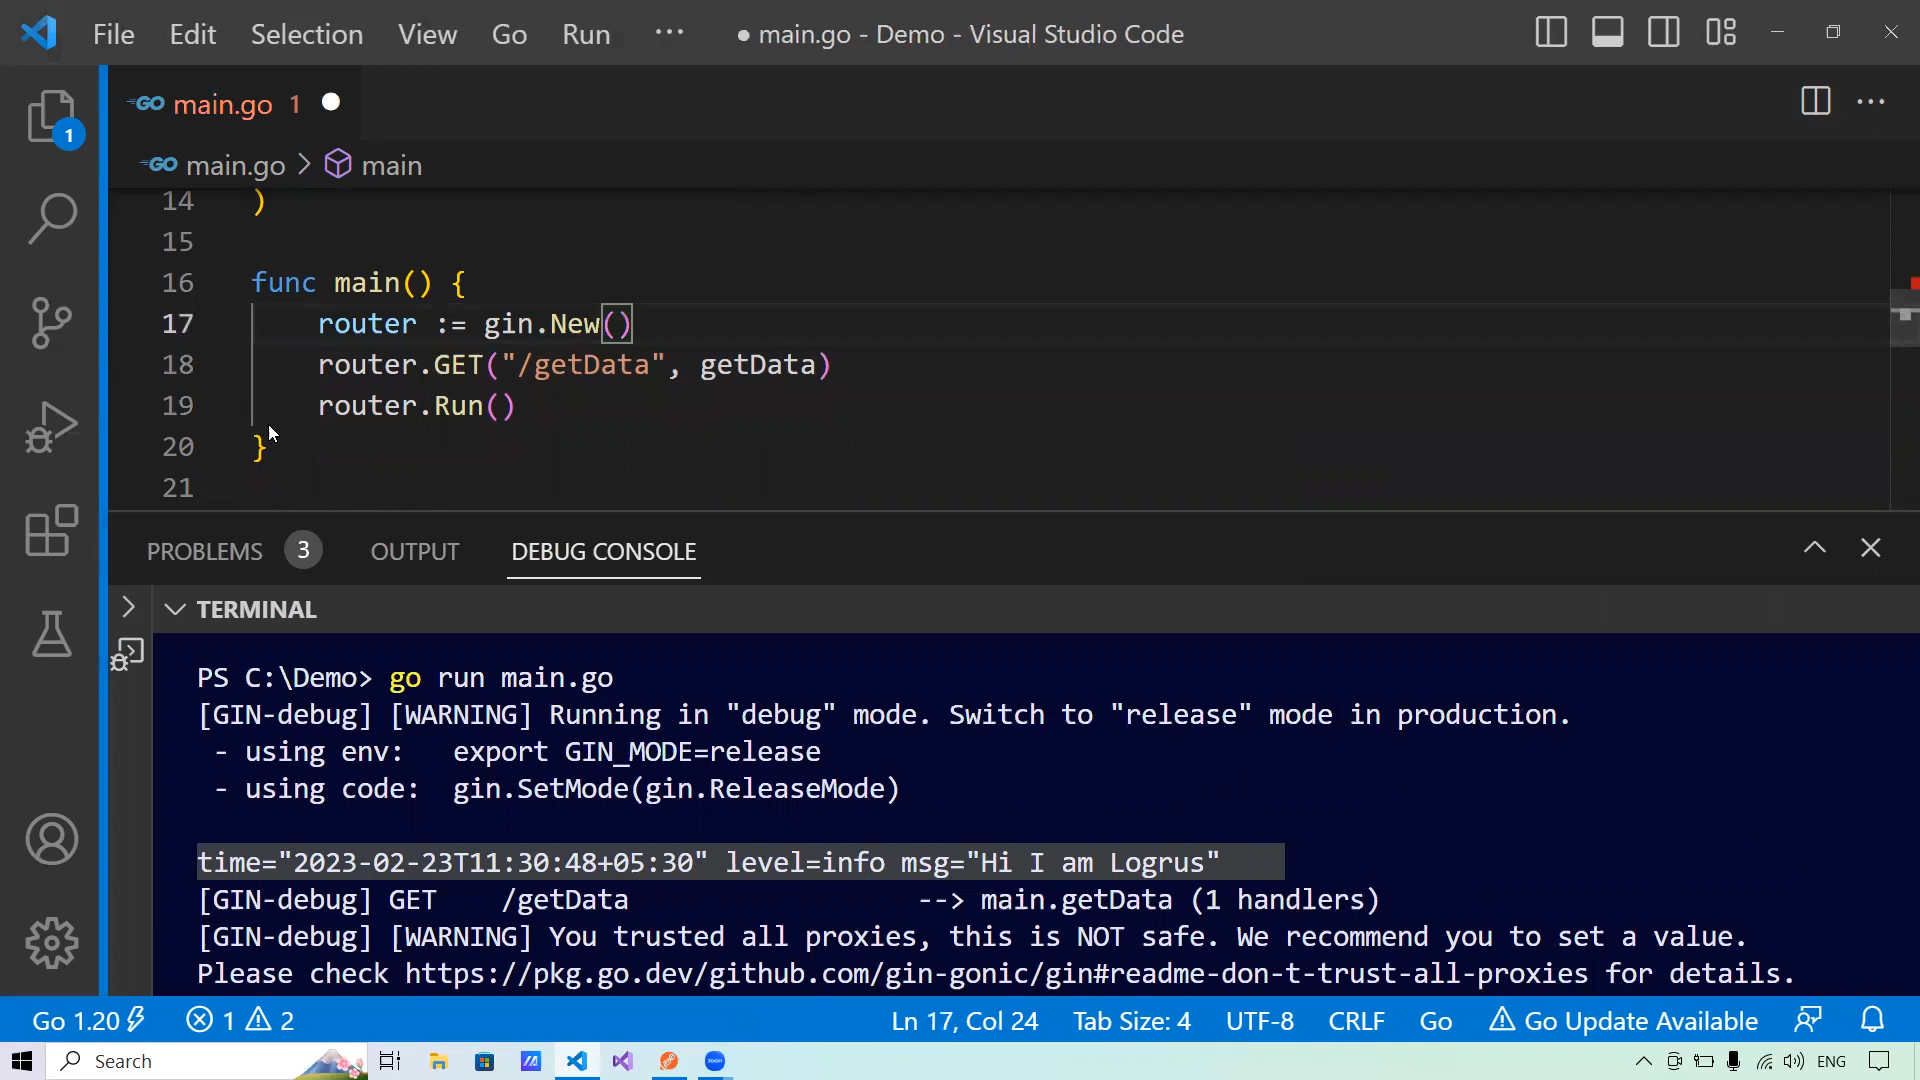 File Edit Selection View Go Run ··· ● main.go - Demo - Visual Studio Code
GO main.go 1 ●
GO main.go > main
14 )
15
16 func main() {
17 router := gin.New()
18 router.GET("/getData", getData)
19 router.Run()
20 }
21
PROBLEMS 3 OUTPUT DEBUG CONSOLE
TERMINAL
PS C:\Demo> go run main.go
[GIN-debug] [WARNING] Running in "debug" mode. Switch to "release" mode in production.
- using env: export GIN_MODE=release
- using code: gin.SetMode(gin.ReleaseMode)
time="2023-02-23T11:30:48+05:30" level=info msg="Hi I am Logrus"
[GIN-debug] GET /getData --> main.getData (1 handlers)
[GIN-debug] [WARNING] You trusted all proxies, this is NOT safe. We recommend you to set a value.
Please check https://pkg.go.dev/github.com/gin-gonic/gin#readme-don-t-trust-all-proxies for details.
1
Go 1.20 1 2 Ln 17, Col 24 Tab Size: 4 UTF-8 CRLF Go Go Update Available
Search zoom ENG